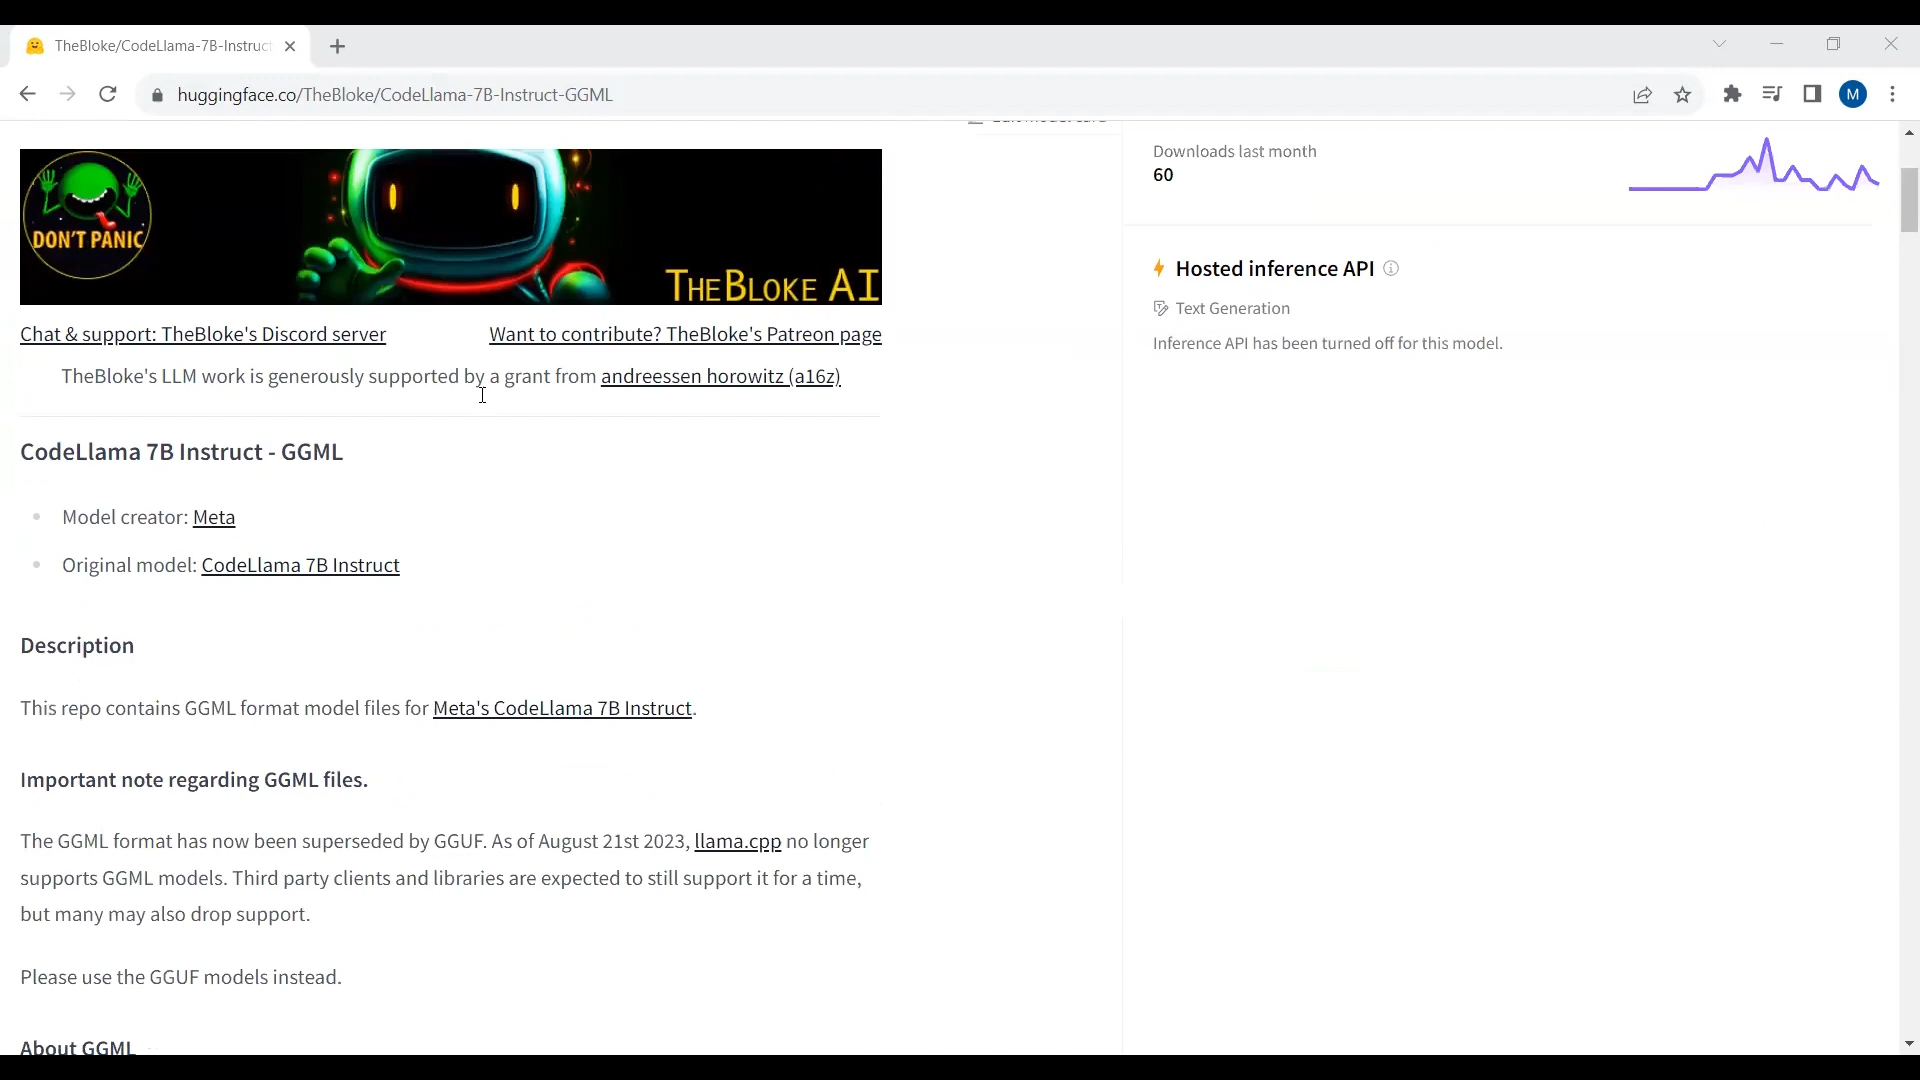 TheBloke/CodeLlama-7B-Instruct
huggingface.co/TheBloke/CodeLlama-7B-Instruct-GGML
M
DON'T PANIC
THEBLOKE AI
Chat & support: TheBloke's Discord server
Want to contribute? TheBloke's Patreon page
TheBloke's LLM work is generously supported by a grant from andreessen horowitz (a16z)
CodeLlama 7B Instruct - GGML
Model creator: Meta
Original model: CodeLlama 7B Instruct
Description
This repo contains GGML format model files for Meta's CodeLlama 7B Instruct.
Important note regarding GGML files.
The GGML format has now been superseded by GGUF. As of August 21st 2023, llama.cpp no longer
supports GGML models. Third party clients and libraries are expected to still support it for a time,
but many may also drop support.
Please use the GGUF models instead.
About GGML
Downloads last month
60
Hosted inference API
Text Generation
Inference API has been turned off for this model.